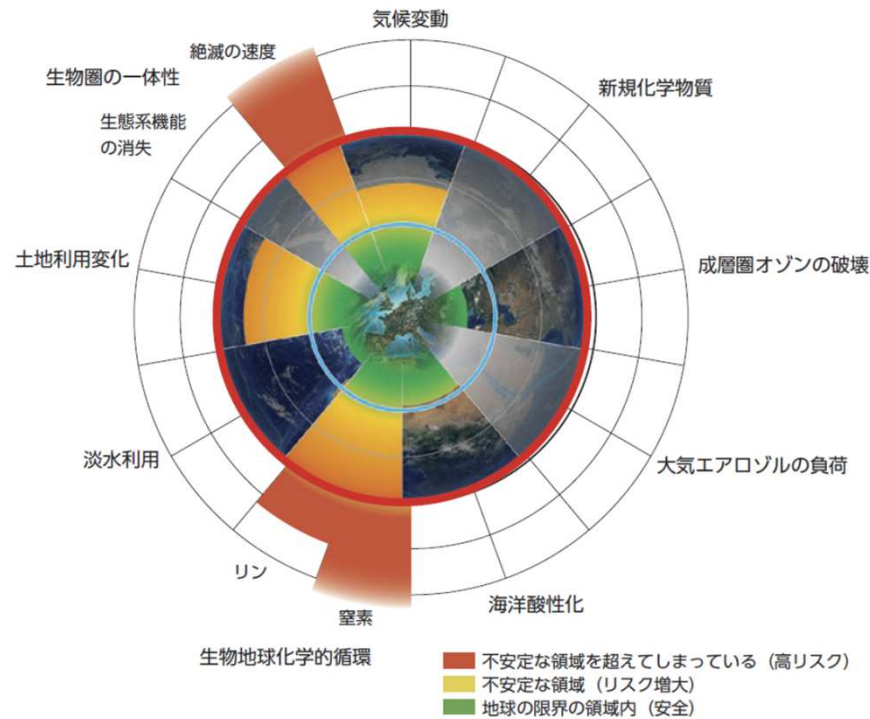 気候変動
絶滅の速度
生物圏の一体性
新規化学物質
生態系機能
の消失
土地利用変化
成層圏オゾンの破壊
淡水利用
大気エアロゾルの負荷
リン
海洋酸性化
窒素
生物地球化学的循環
不安定な領域を超えてしまっている（高リスク）
不安定な領域（リスク増大）
地球の限界の領域内（安全）